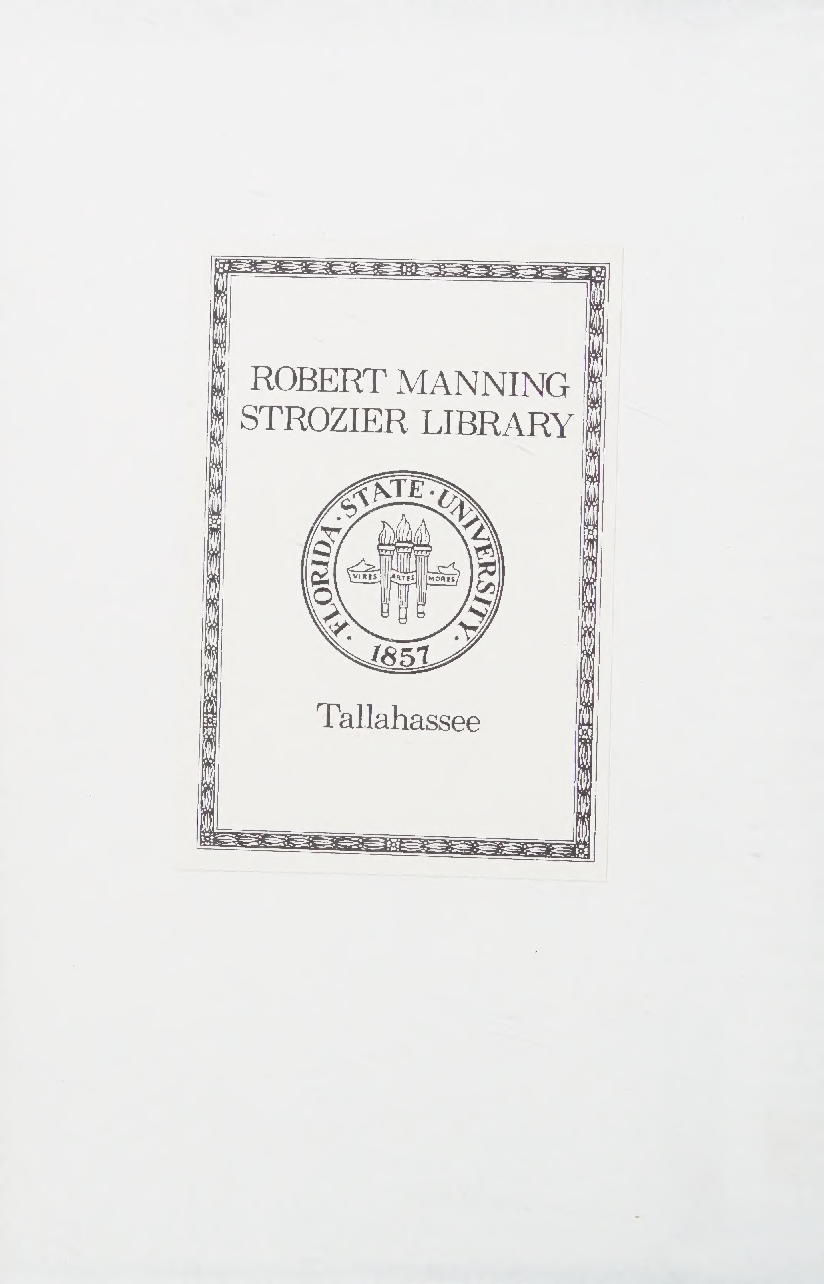 ROBERT MANNING
STROZIER LIBRARY
· FLORIDA · STATE · UNIVERSITY ·
VIRES ARTES MORES
1857
Tallahassee